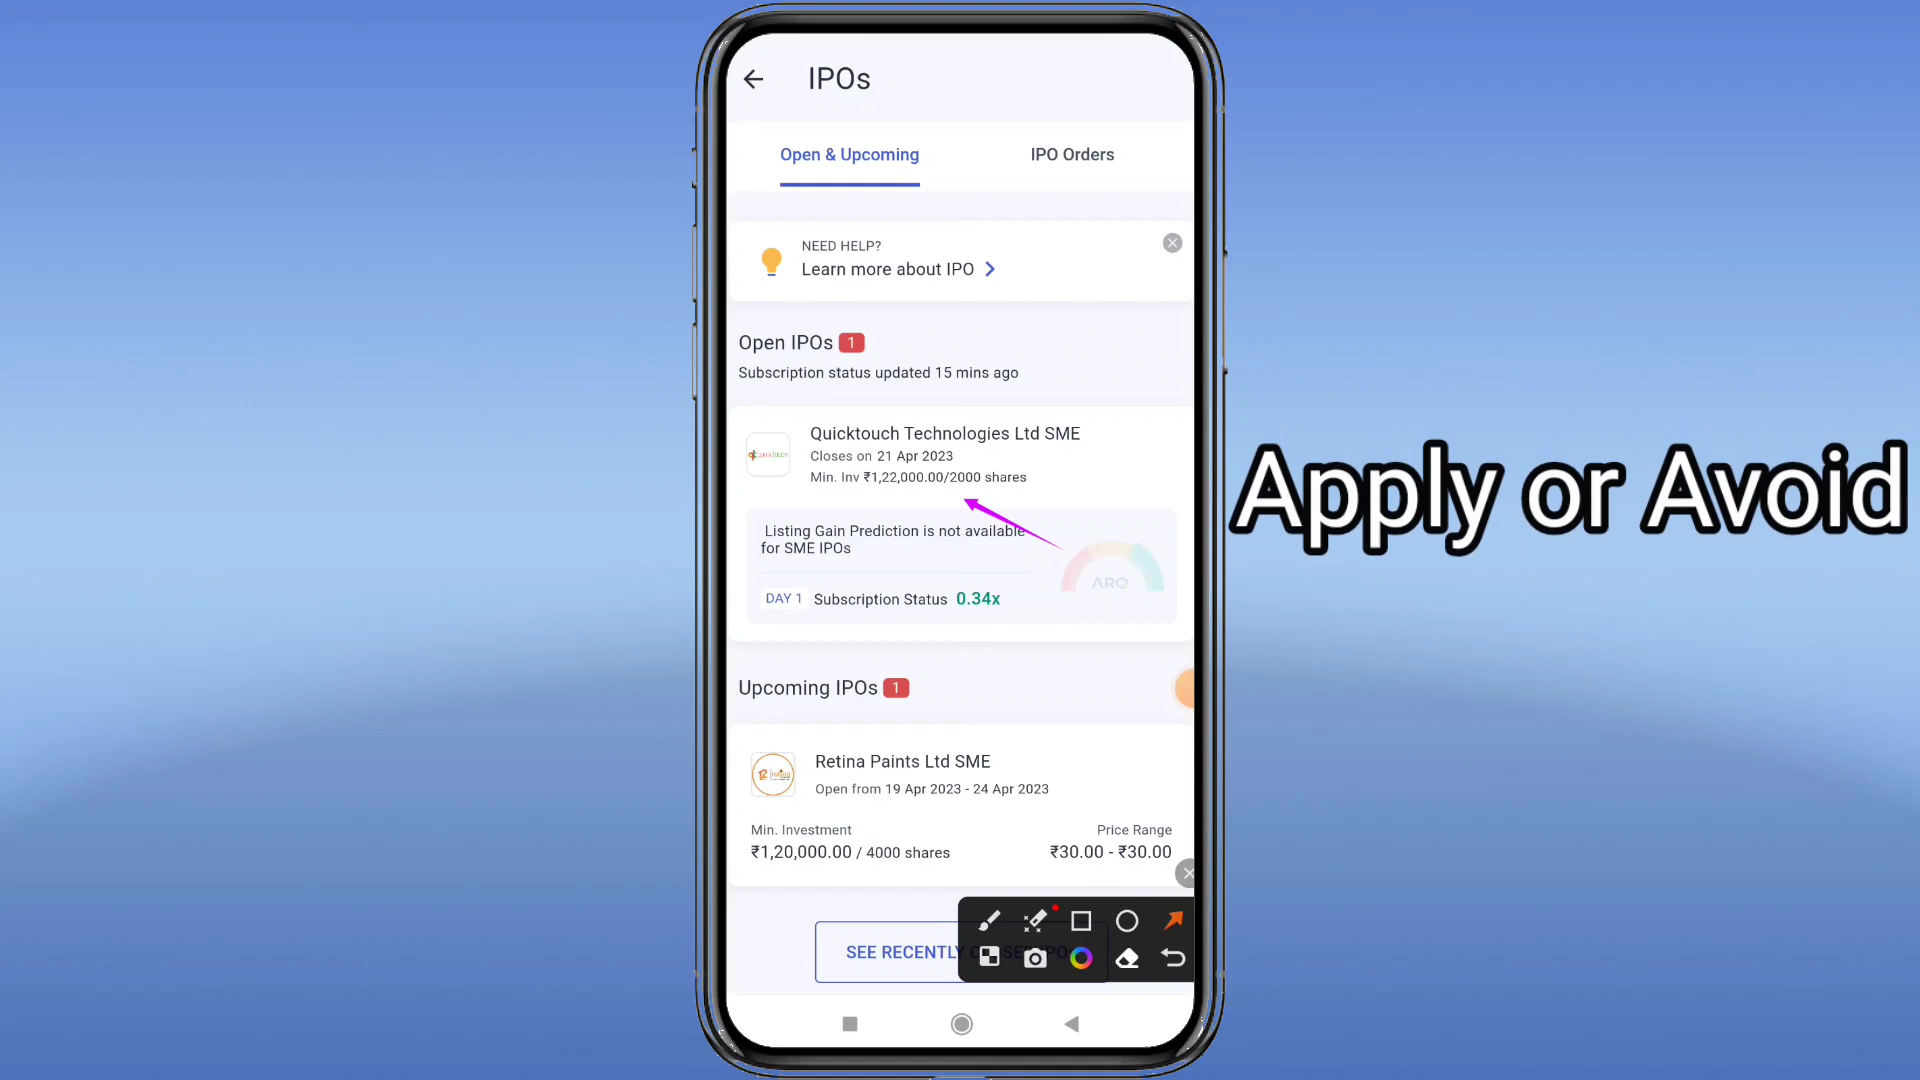 IPOs
Open & Upcoming
IPO Orders
NEED HELP?
Learn more about IPO
Open IPOs 1
Subscription status updated 15 mins ago
Quicktouch Technologies Ltd SME
Closes on 21 Apr 2023
Min. Inv ₹1,22,000.00/2000 shares
QUICKTOUCH
Listing Gain Prediction is not available
for SME IPOs
ARQ
DAY 1 Subscription Status 0.34x
Upcoming IPOs 1
Retina Paints Ltd SME
Open from 19 Apr 2023 - 24 Apr 2023
Min. Investment
Price Range
₹1,20,000.00 / 4000 shares
₹30.00 - ₹30.00
SEE RECENTLY
Apply or Avoid